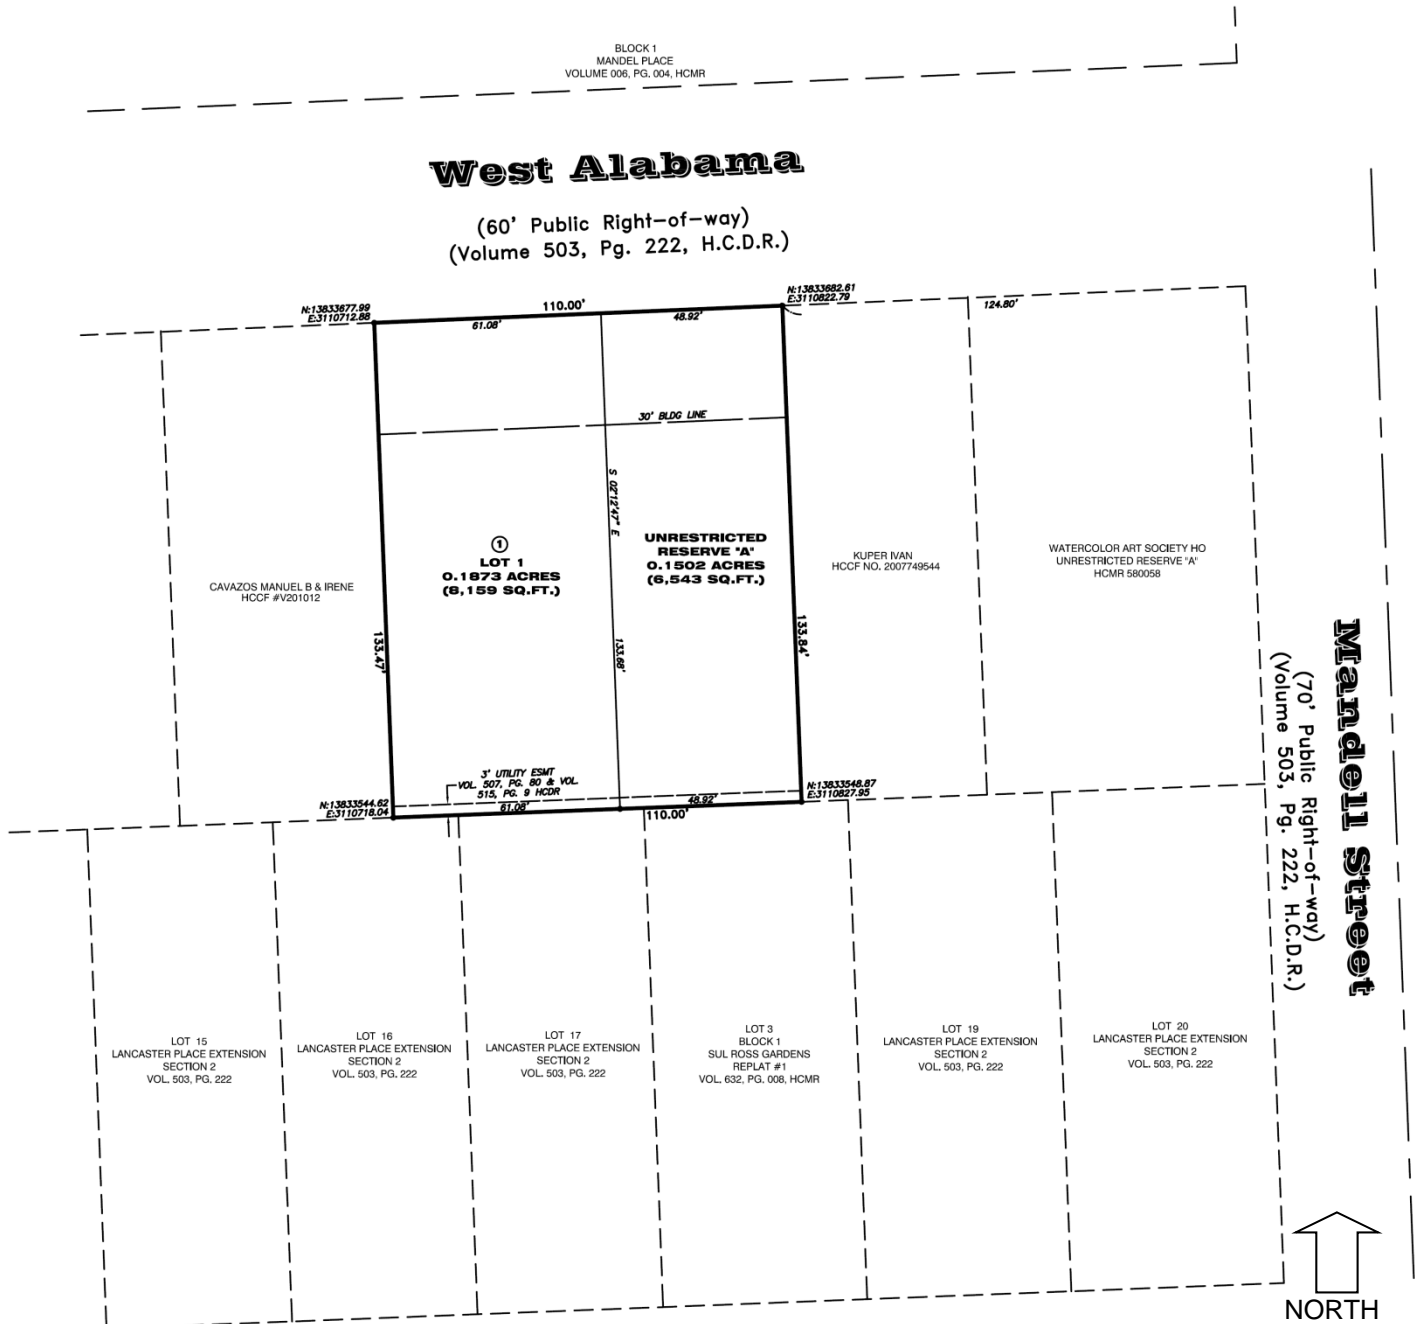 BLOCK 1
MANDEL PLACE
VOLUME 006, PG. 004, HCMR
West Alabama
(60' Public Right-of-way)
(Volume 503, Pg. 222, H.C.D.R.)
N:13833677.99
E:3110712.88
110.00'
61.08'
48.92'
N:13833682.61
E:3110822.79
124.80'
30' BLDG LINE
S 02°12'47" E
1
LOT 1
0.1873 ACRES
(8,159 SQ.FT.)
UNRESTRICTED
RESERVE "A"
0.1502 ACRES
(6,543 SQ.FT.)
CAVAZOS MANUEL B & IRENE
HCCF #V201012
KUPER IVAN
HCCF NO. 2007749544
WATERCOLOR ART SOCIETY HO
UNRESTRICTED RESERVE "A"
HCMR 580058
133.47'
133.68'
133.84'
Mandell Street
(70' Public Right-of-way)
(Volume 503, Pg. 222, H.C.D.R.)
3' UTILITY ESMT
VOL. 507, PG. 80 & VOL.
515, PG. 9 HCDR
N:13833544.62
E:3110718.04
61.08'
48.92'
110.00'
N:13833548.87
E:3110827.95
LOT 15
LANCASTER PLACE EXTENSION
SECTION 2
VOL. 503, PG. 222
LOT 16
LANCASTER PLACE EXTENSION
SECTION 2
VOL. 503, PG. 222
LOT 17
LANCASTER PLACE EXTENSION
SECTION 2
VOL. 503, PG. 222
LOT 3
BLOCK 1
SUL ROSS GARDENS
REPLAT #1
VOL. 632, PG. 008, HCMR
LOT 19
LANCASTER PLACE EXTENSION
SECTION 2
VOL. 503, PG. 222
LOT 20
LANCASTER PLACE EXTENSION
SECTION 2
VOL. 503, PG. 222
NORTH